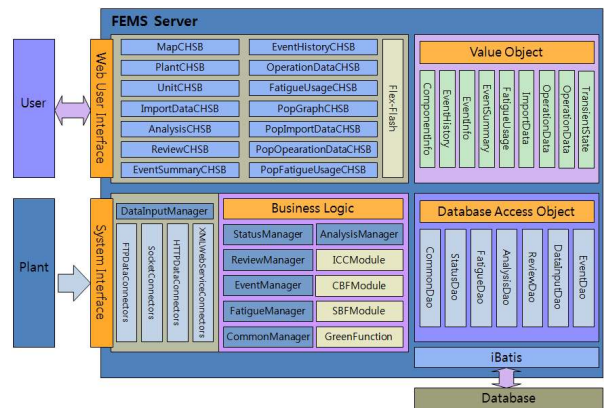 FEMS Server
User
Web User Interface
MapCHSB
PlantCHSB
UnitCHSB
ImportDataCHSB
AnalysisCHSB
ReviewCHSB
EventSummaryCHSB
EventHistoryCHSB
OperationDataCHSB
FatigueUsageCHSB
PopGraphCHSB
PopImportDataCHSB
PopOpearationDataCHSB
PopFatigueUsageCHSB
Flex-Flash
Value Object
ComponentInfo
EventHistory
EventInfo
EventSummary
FatigueUsage
ImportData
OperationData
OperationData
TransientState
Plant
System Interface
DataInputManager
FTPDataConnectors
SocketConnectors
HTTPDataConnectors
XMLWebServiceConnectors
Business Logic
StatusManager
AnalysisManager
ReviewManager
ICCModule
EventManager
CBFModule
FatigueManager
SBFModule
CommonManager
GreenFunction
Database Access Object
CommonDao
StatusDao
FatigueDao
AnalysisDao
ReviewDao
DataInputDao
EventDao
iBatis
Database